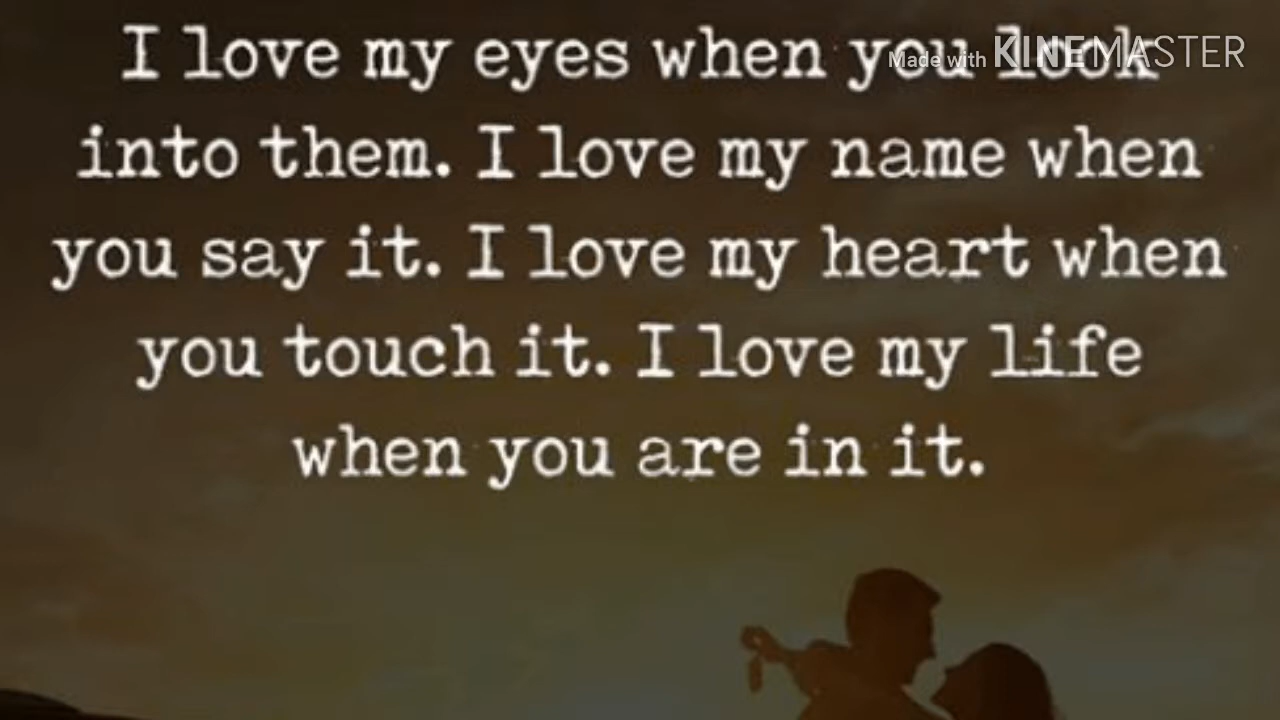 I love my eyes when you look
Made with KINEMASTER
into them. I love my name when
you say it. I love my heart when
you touch it. I love my life
when you are in it.